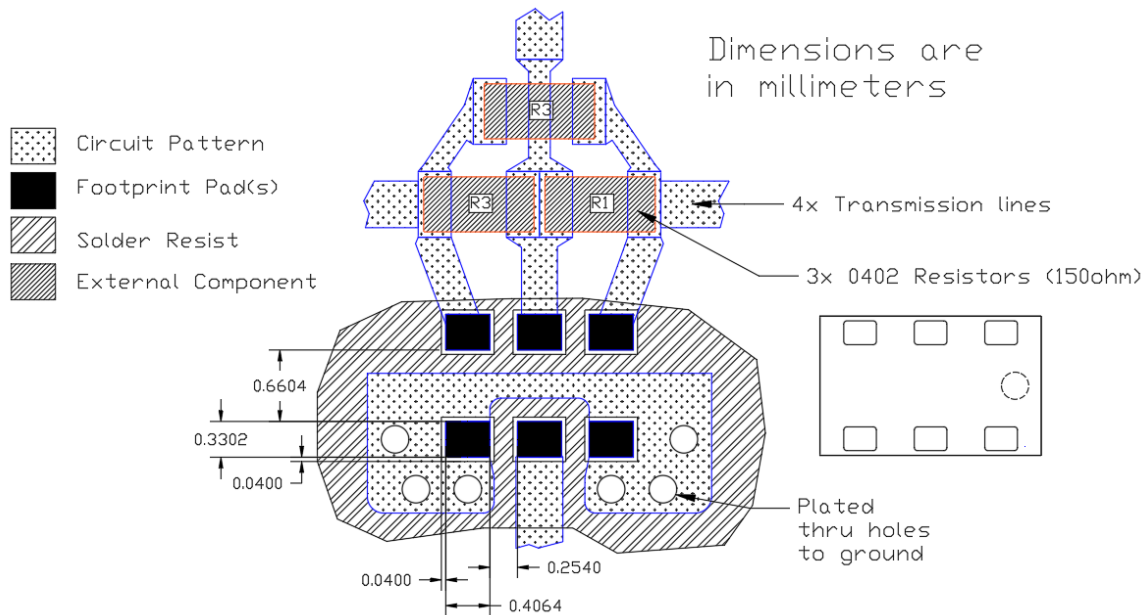 Dimensions are
in millimeters
R3
Circuit Pattern
Footprint Pad(s)
Solder Resist
External Component
R3
R1
4x Transmission lines
3x 0402 Resistors (150ohm)
0.6604
0.3302
0.0400
Plated
thru holes
to ground
0.0400
0.2540
0.4064